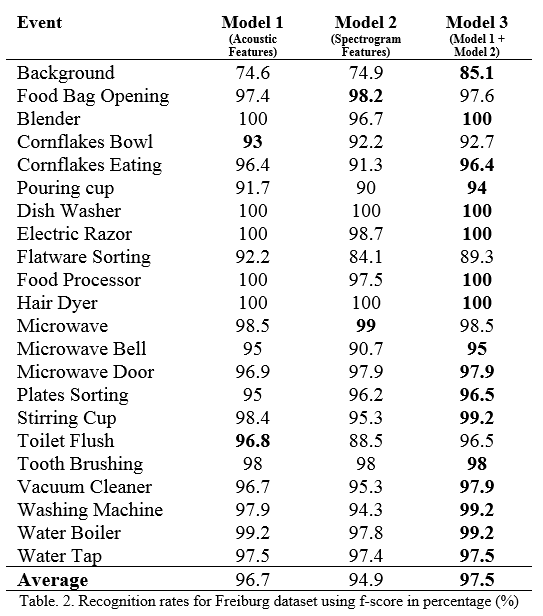 Event Model 1 Model 2 Model 3
(Acoustic (Spectrogram (Model 1 +
Features) Features) Model 2)
Background 74.6 74.9 85.1
Food Bag Opening 97.4 98.2 97.6
Blender 100 96.7 100
Cornflakes Bowl 93 92.2 92.7
Cornflakes Eating 96.4 91.3 96.4
Pouring cup 91.7 90 94
Dish Washer 100 100 100
Electric Razor 100 98.7 100
Flatware Sorting 92.2 84.1 89.3
Food Processor 100 97.5 100
Hair Dyer 100 100 100
Microwave 98.5 99 98.5
Microwave Bell 95 90.7 95
Microwave Door 96.9 97.9 97.9
Plates Sorting 95 96.2 96.5
Stirring Cup 98.4 95.3 99.2
Toilet Flush 96.8 88.5 96.5
Tooth Brushing 98 98 98
Vacuum Cleaner 96.7 95.3 97.9
Washing Machine 97.9 94.3 99.2
Water Boiler 99.2 97.8 99.2
Water Tap 97.5 97.4 97.5
Average 96.7 94.9 97.5
Table. 2. Recognition rates for Freiburg dataset using f-score in percentage (%)